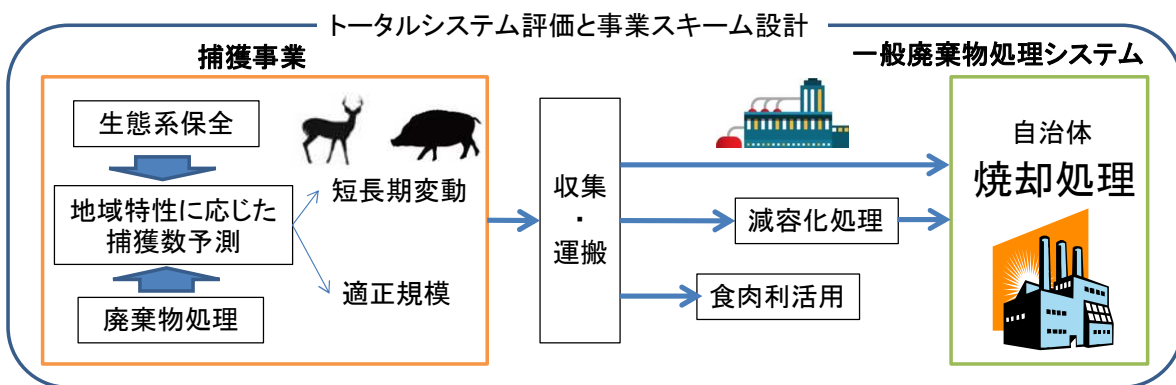 トータルシステム評価と事業スキーム設計
捕獲事業
一般廃棄物処理システム
生態系保全
地域特性に応じた
捕獲数予測
廃棄物処理
短長期変動
適正規模
収集
・
運搬
減容化処理
食肉利活用
自治体
焼却処理